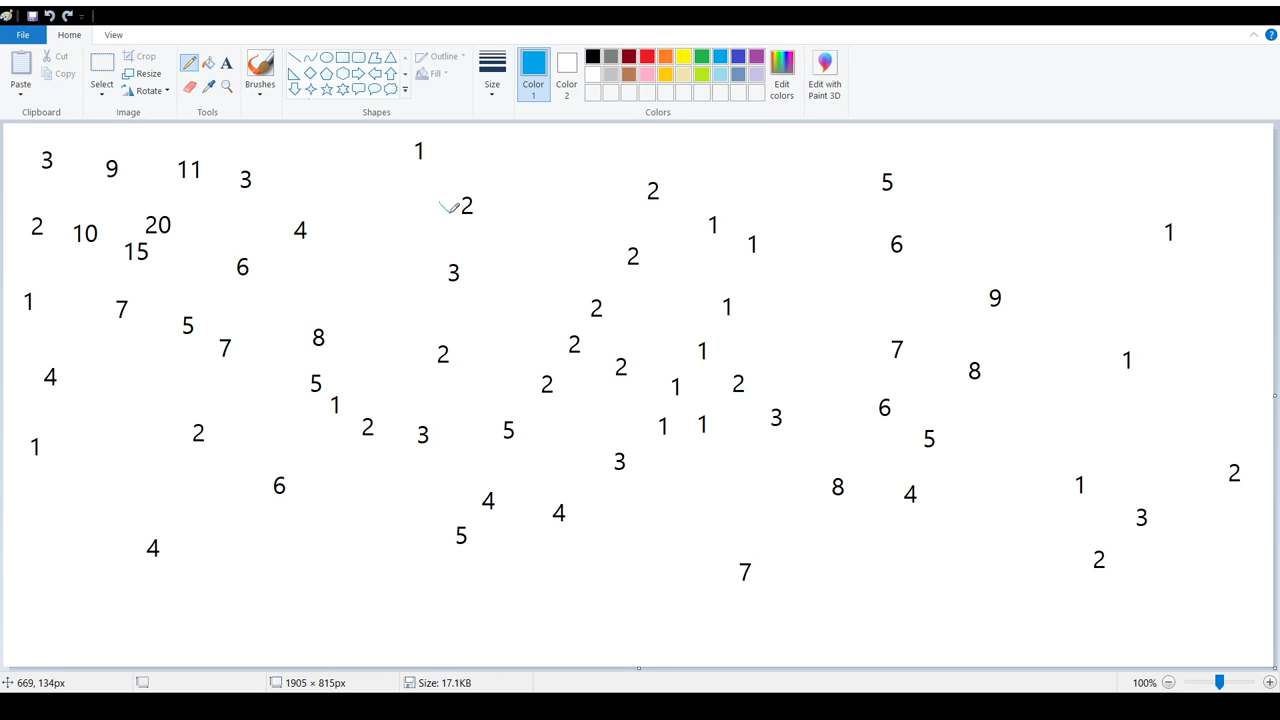 File Home View
Paste
Cut
Copy
Clipboard
Select
Crop
Resize
Rotate
Image
A
Tools
Brushes
Shapes
Outline
Fill
Size
Color 1
Color 2
Colors
Edit colors
Edit with Paint 3D
3 9 11 3 1 2 5
2 10 20 15 4 2 1 1 6 1
6 3 2
1 7 5 8 2 1 9
7 2 2 2 1 7 8 1
4 5 1 2 1 2 6
1 2 2 3 5 1 1 3 5
6 3 8 4 1 2
4 4 3
4 5 2
7
669, 134px 1905 × 815px Size: 17.1KB 100%